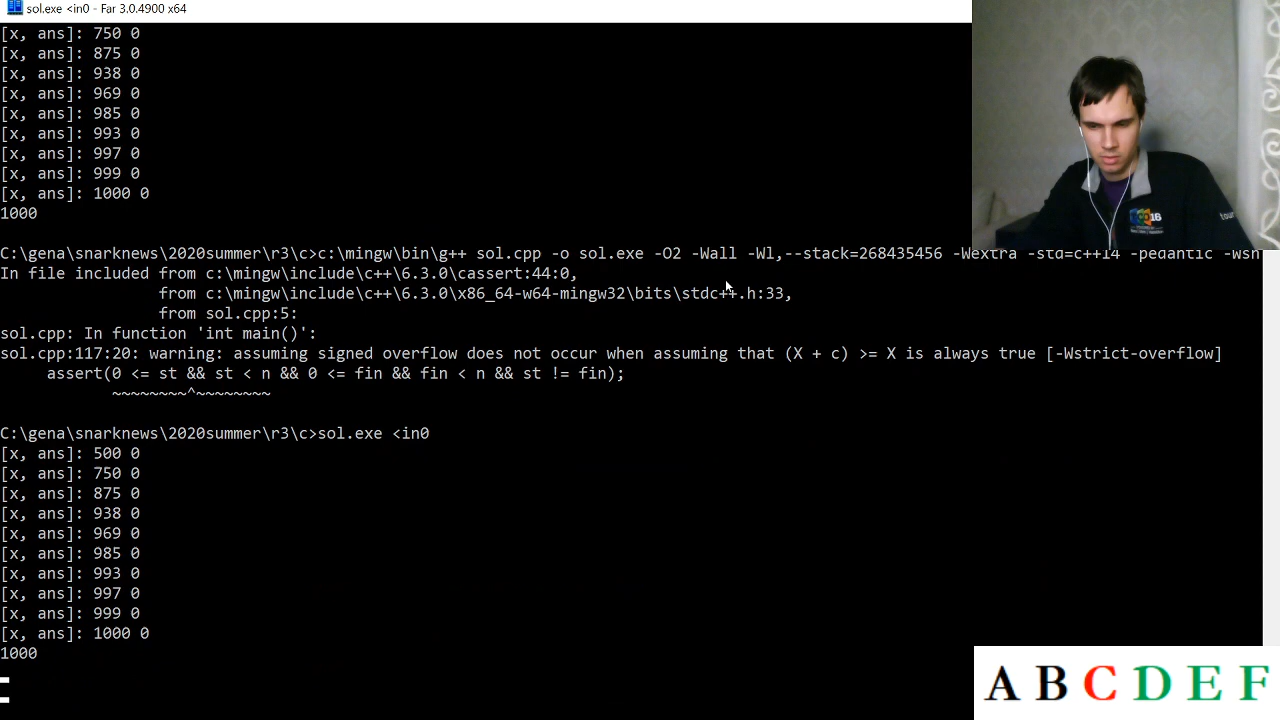 sol.exe <in0 - Far 3.0.4900 x64
[x, ans]: 750 0
[x, ans]: 875 0
[x, ans]: 938 0
[x, ans]: 969 0
[x, ans]: 985 0
[x, ans]: 993 0
[x, ans]: 997 0
[x, ans]: 999 0
[x, ans]: 1000 0
1000
C:\gena\snarknews\2020summer\r3\c>c:\mingw\bin\g++ sol.cpp -o sol.exe -O2 -Wall -Wl,--stack=268435456 -Wextra -std=c++14 -pedantic -Wsh
In file included from c:\mingw\include\c++\6.3.0\cassert:44:0,
                 from c:\mingw\include\c++\6.3.0\x86_64-w64-mingw32\bits\stdc++.h:33,
                 from sol.cpp:5:
sol.cpp: In function 'int main()':
sol.cpp:117:20: warning: assuming signed overflow does not occur when assuming that (X + c) >= X is always true [-Wstrict-overflow]
     assert(0 <= st && st < n && 0 <= fin && fin < n && st != fin);
            ~~~~~~~~^~~~~~~~~
C:\gena\snarknews\2020summer\r3\c>sol.exe <in0
[x, ans]: 500 0
[x, ans]: 750 0
[x, ans]: 875 0
[x, ans]: 938 0
[x, ans]: 969 0
[x, ans]: 985 0
[x, ans]: 993 0
[x, ans]: 997 0
[x, ans]: 999 0
[x, ans]: 1000 0
1000
A B C D E F